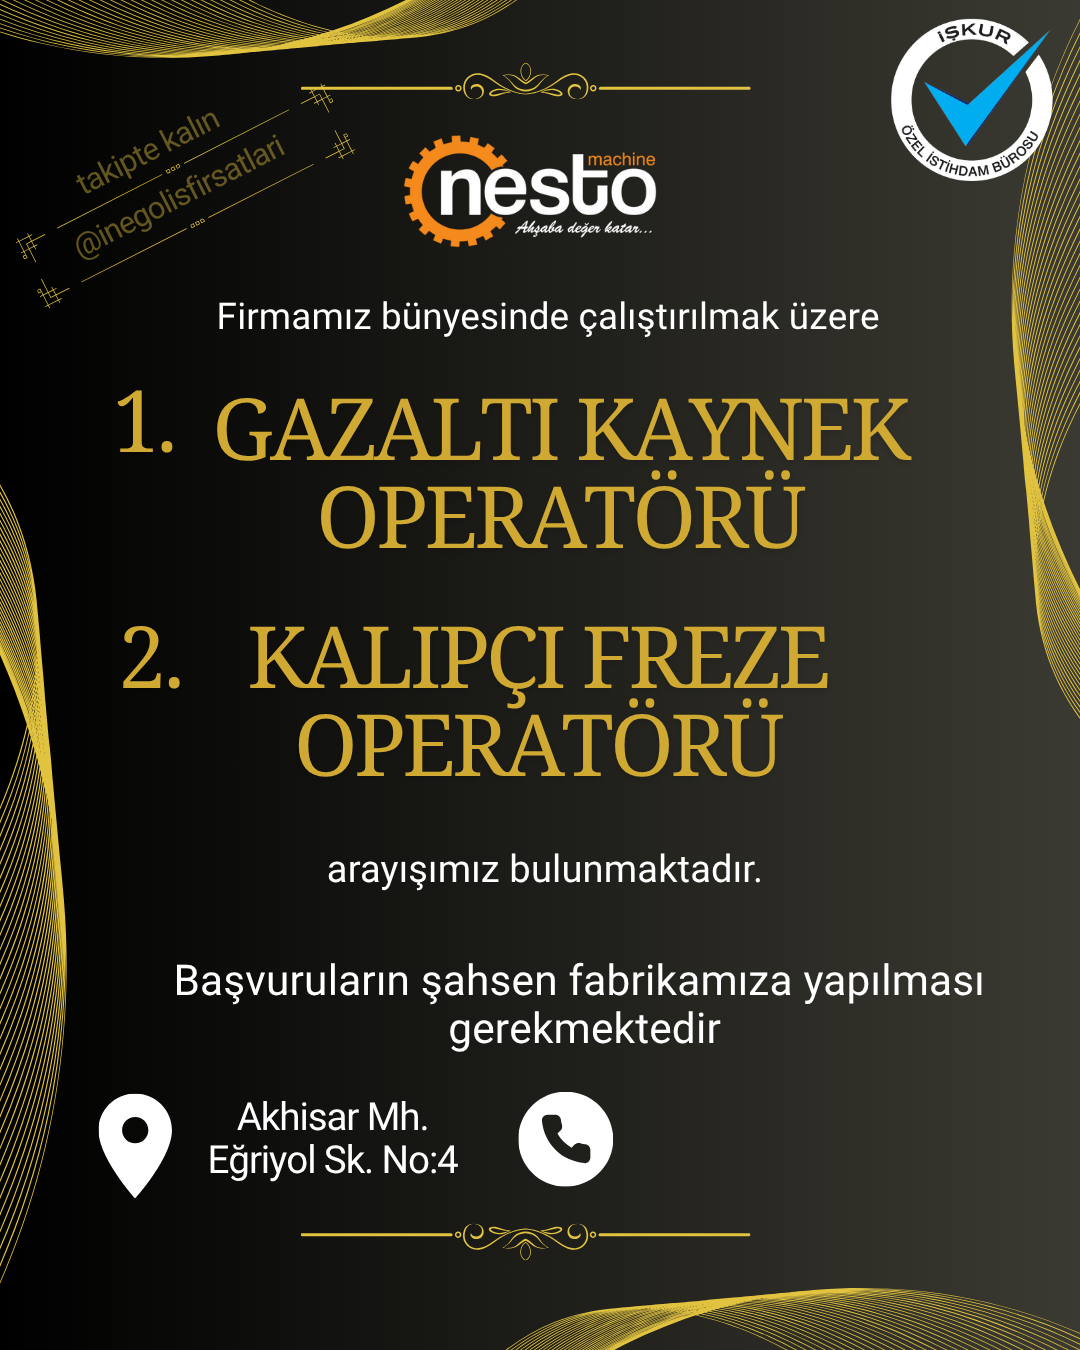 İŞKUR
ÖZEL İSTİHDAM BÜROSU
takipte kalın
@inegolisfirsatlari
machine
nesto
Ahşaba değer katar...
Firmamız bünyesinde çalıştırılmak üzere
1. GAZALTI KAYNEK
OPERATÖRÜ
2. KALIPÇI FREZE
OPERATÖRÜ
arayışımız bulunmaktadır.
Başvuruların şahsen fabrikamıza yapılması
gerekmektedir
Akhisar Mh.
Eğriyol Sk. No:4